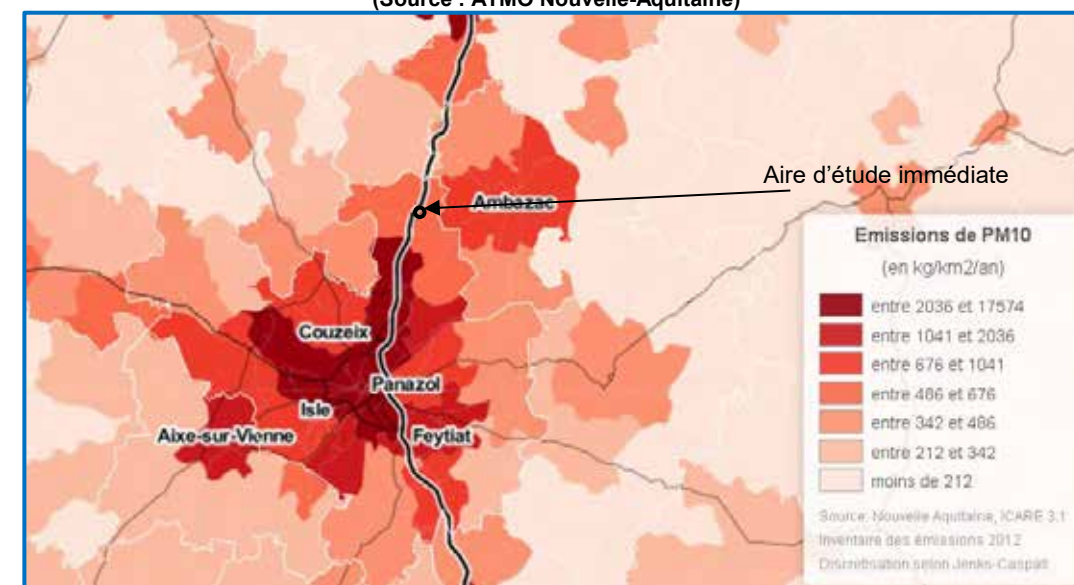 (Source : ATMO Nouvelle-Aquitaine)
Aire d'étude immédiate
Ambazac
Emissions de PM10
(en kg/km2/an)
entre 2036 et 17574
entre 1041 et 2036
entre 676 et 1041
entre 486 et 676
entre 342 et 486
entre 212 et 342
moins de 212
Source: Nouvelle Aquitaine, ICARE 3.1
Inventaire des émissions 2012
Discrétisation selon Jenks-Caspall
Couzeix
Panazol
Isle
Aixe-sur-Vienne
Feytiat